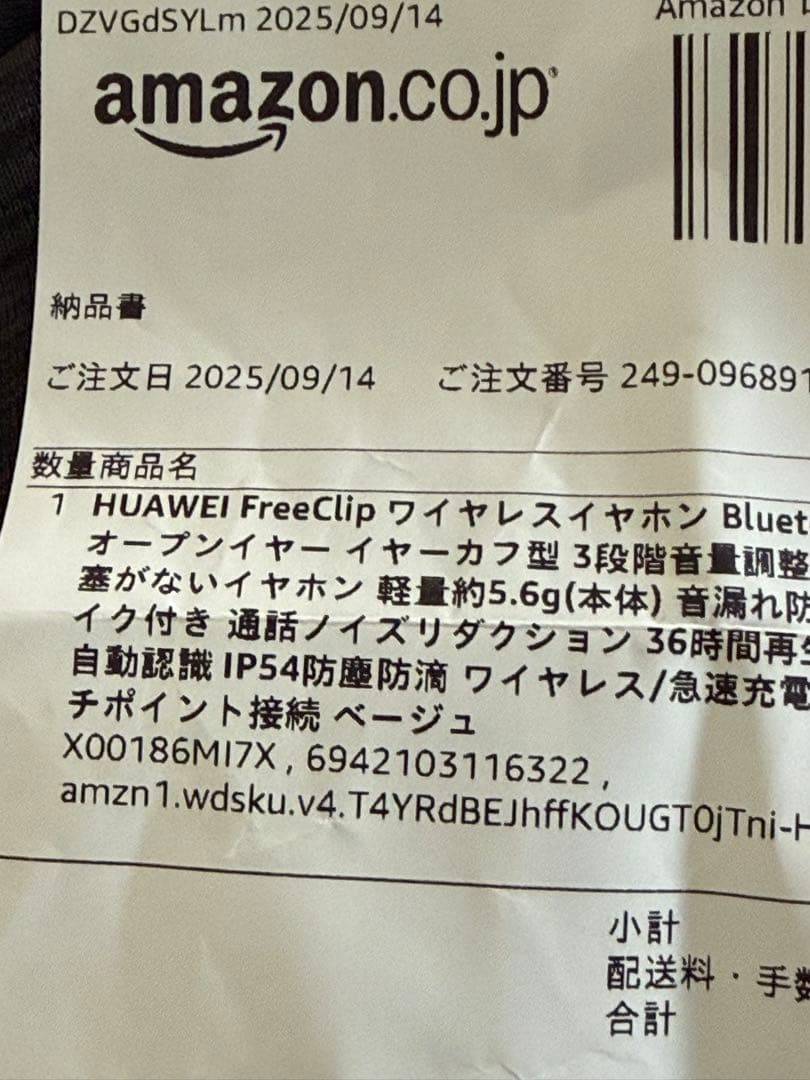 DZVGdSYLm 2025/09/14
Amazon
amazon.co.jp
納品書
ご注文日 2025/09/14 ご注文番号 249-096891
数量商品名
1 HUAWEI FreeClip ワイヤレスイヤホン Bluet
オープンイヤー イヤーカフ型 3段階音量調整
塞がないイヤホン 軽量約5.6g(本体) 音漏れ防
イク付き 通話ノイズリダクション 36時間再生
自動認識 IP54防塵防滴 ワイヤレス/急速充電
チポイント接続 ベージュ
X00186MI7X , 6942103116322 ,
amzn1.wdsku.v4.T4YRdBEJhffKOUGT0jTni-H
小計
配送料・手数
合計